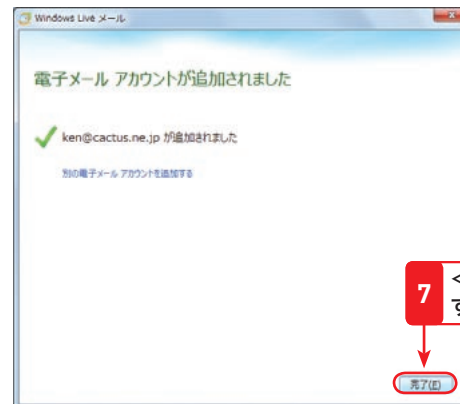 Windows Live メール
電子メール アカウントが追加されました
ken@cactus.ne.jp が追加されました
別の電子メール アカウントを追加する
7
<
す
完了(E)